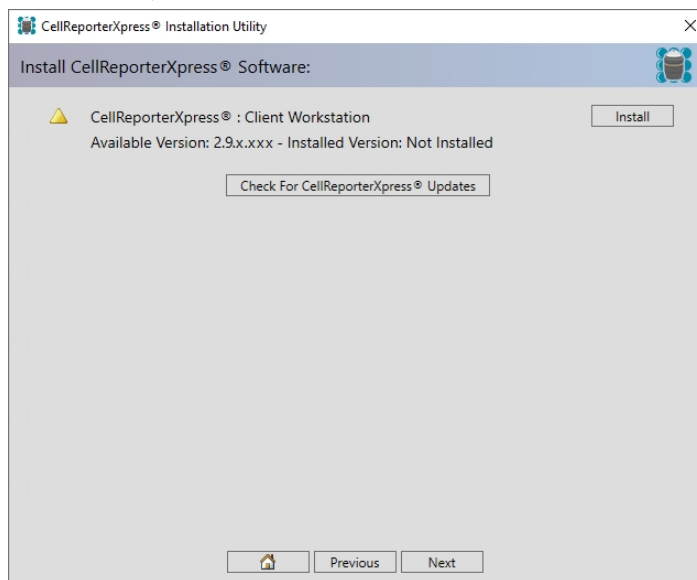 CellReporterXpress® Installation Utility
Install CellReporterXpress® Software:
CellReporterXpress® : Client Workstation
Install
Available Version: 2.9.x.xxx - Installed Version: Not Installed
Check For CellReporterXpress® Updates
Previous
Next